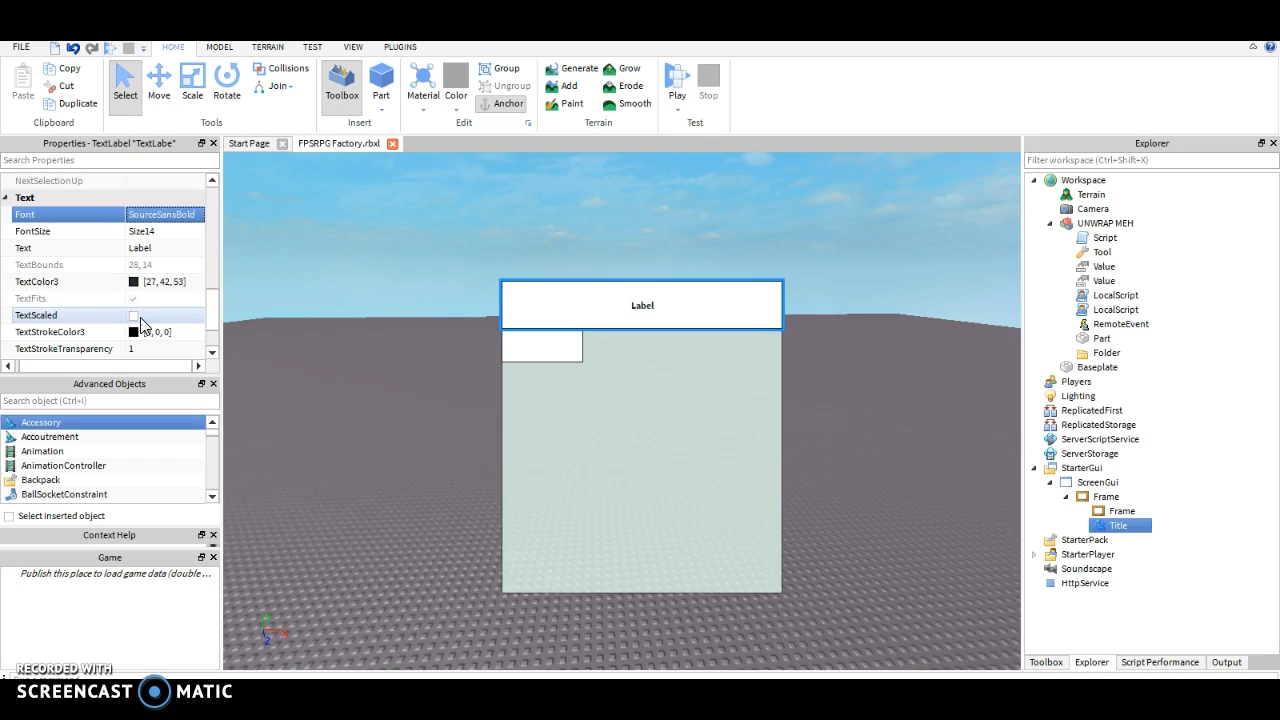 FILE HOME MODEL TERRAIN TEST VIEW PLUGINS
Paste Copy Cut Duplicate
Clipboard
Select Move Scale Rotate Collisions Join
Tools
Toolbox Part
Insert
Material Color Group Ungroup Anchor
Edit
Generate Grow
Add Erode
Paint Smooth
Terrain
Play Stop
Test
Properties - TextLabel "TextLabe"
Search Properties
NextSelectionUp
Text
Font SourceSansBold
FontSize Size14
Text Label
TextBounds 28, 14
TextColor3 [27, 42, 53]
TextFits
TextScaled
TextStrokeColor3 0, 0]
TextStrokeTransparency 1
Advanced Objects
Search object (Ctrl+I)
Accessory
Accoutrement
Animation
AnimationController
Backpack
BallSocketConstraint
Select inserted object
Context Help
Game
Publish this place to load game data (double ...
Start Page FPSRPG Factory.rbxl
Label
Y
X
Z
Explorer
Filter workspace (Ctrl+Shift+X)
Workspace
Terrain
Camera
UNWRAP MEH
Script
Tool
Value
Value
LocalScript
LocalScript
RemoteEvent
Part
Folder
Baseplate
Players
Lighting
ReplicatedFirst
ReplicatedStorage
ServerScriptService
ServerStorage
StarterGui
ScreenGui
Frame
Frame
Title
StarterPack
StarterPlayer
Soundscape
HttpService
Toolbox Explorer Script Performance Output
RECORDED WITH
SCREENCAST MATIC